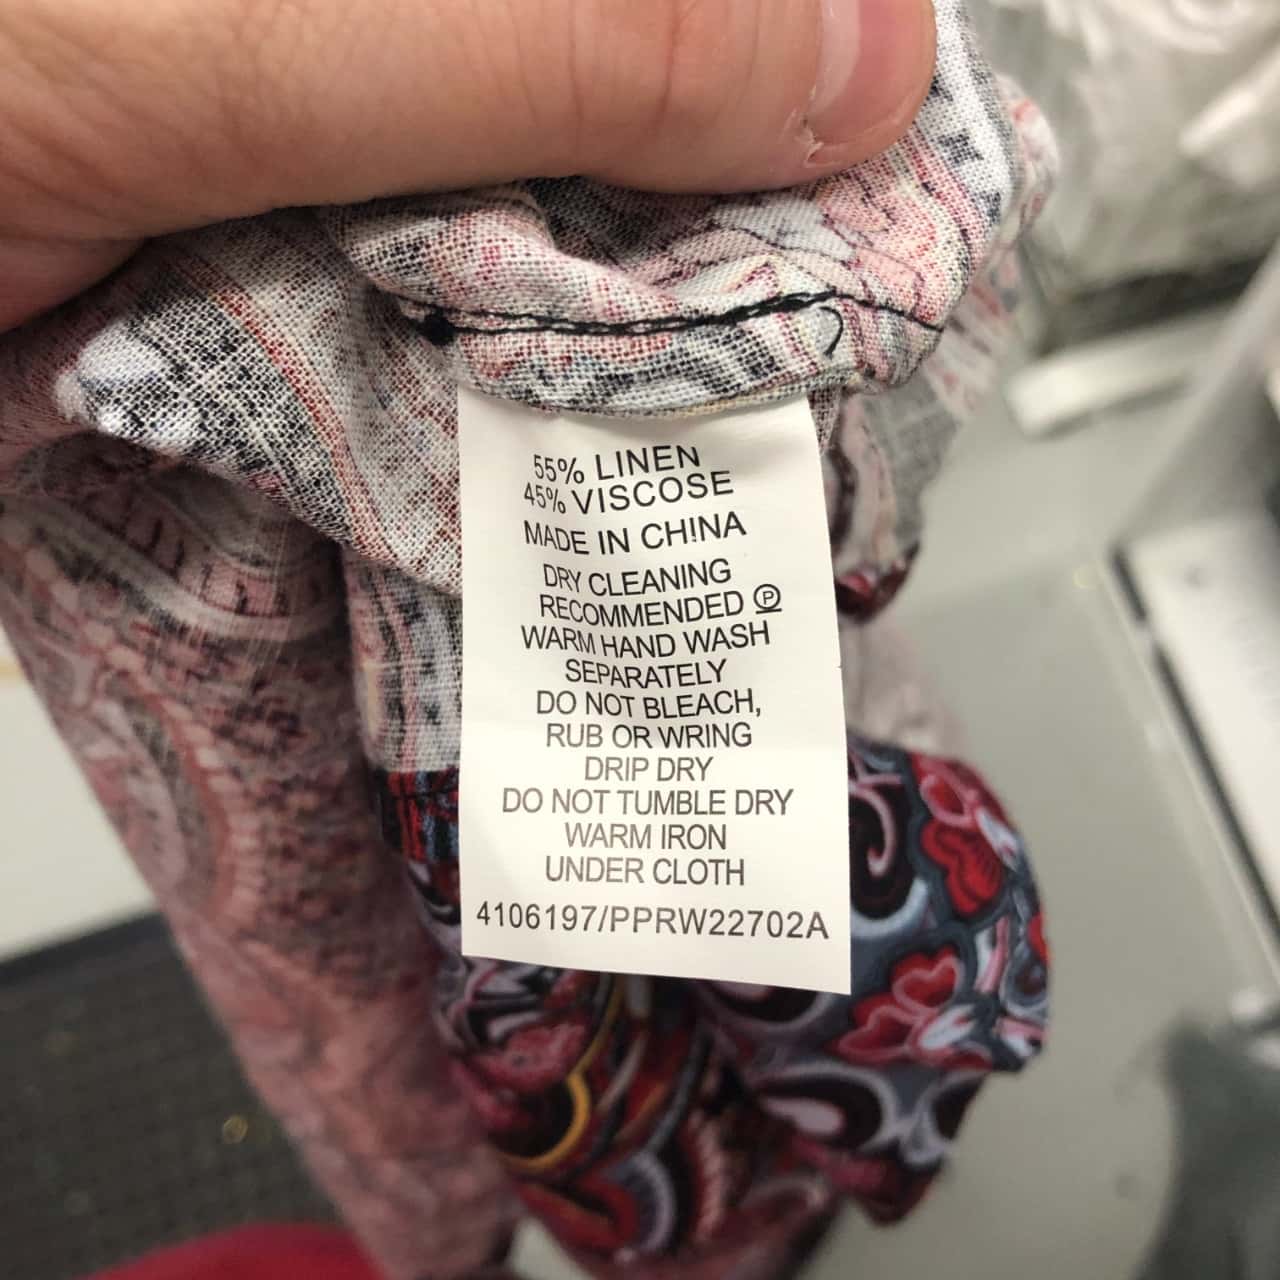 55% LINEN
45% VISCOSE
MADE IN CHINA
DRY CLEANING
RECOMMENDED Ⓟ
WARM HAND WASH
SEPARATELY
DO NOT BLEACH,
RUB OR WRING
DRIP DRY
DO NOT TUMBLE DRY
WARM IRON
UNDER CLOTH
4106197/PPRW22702A